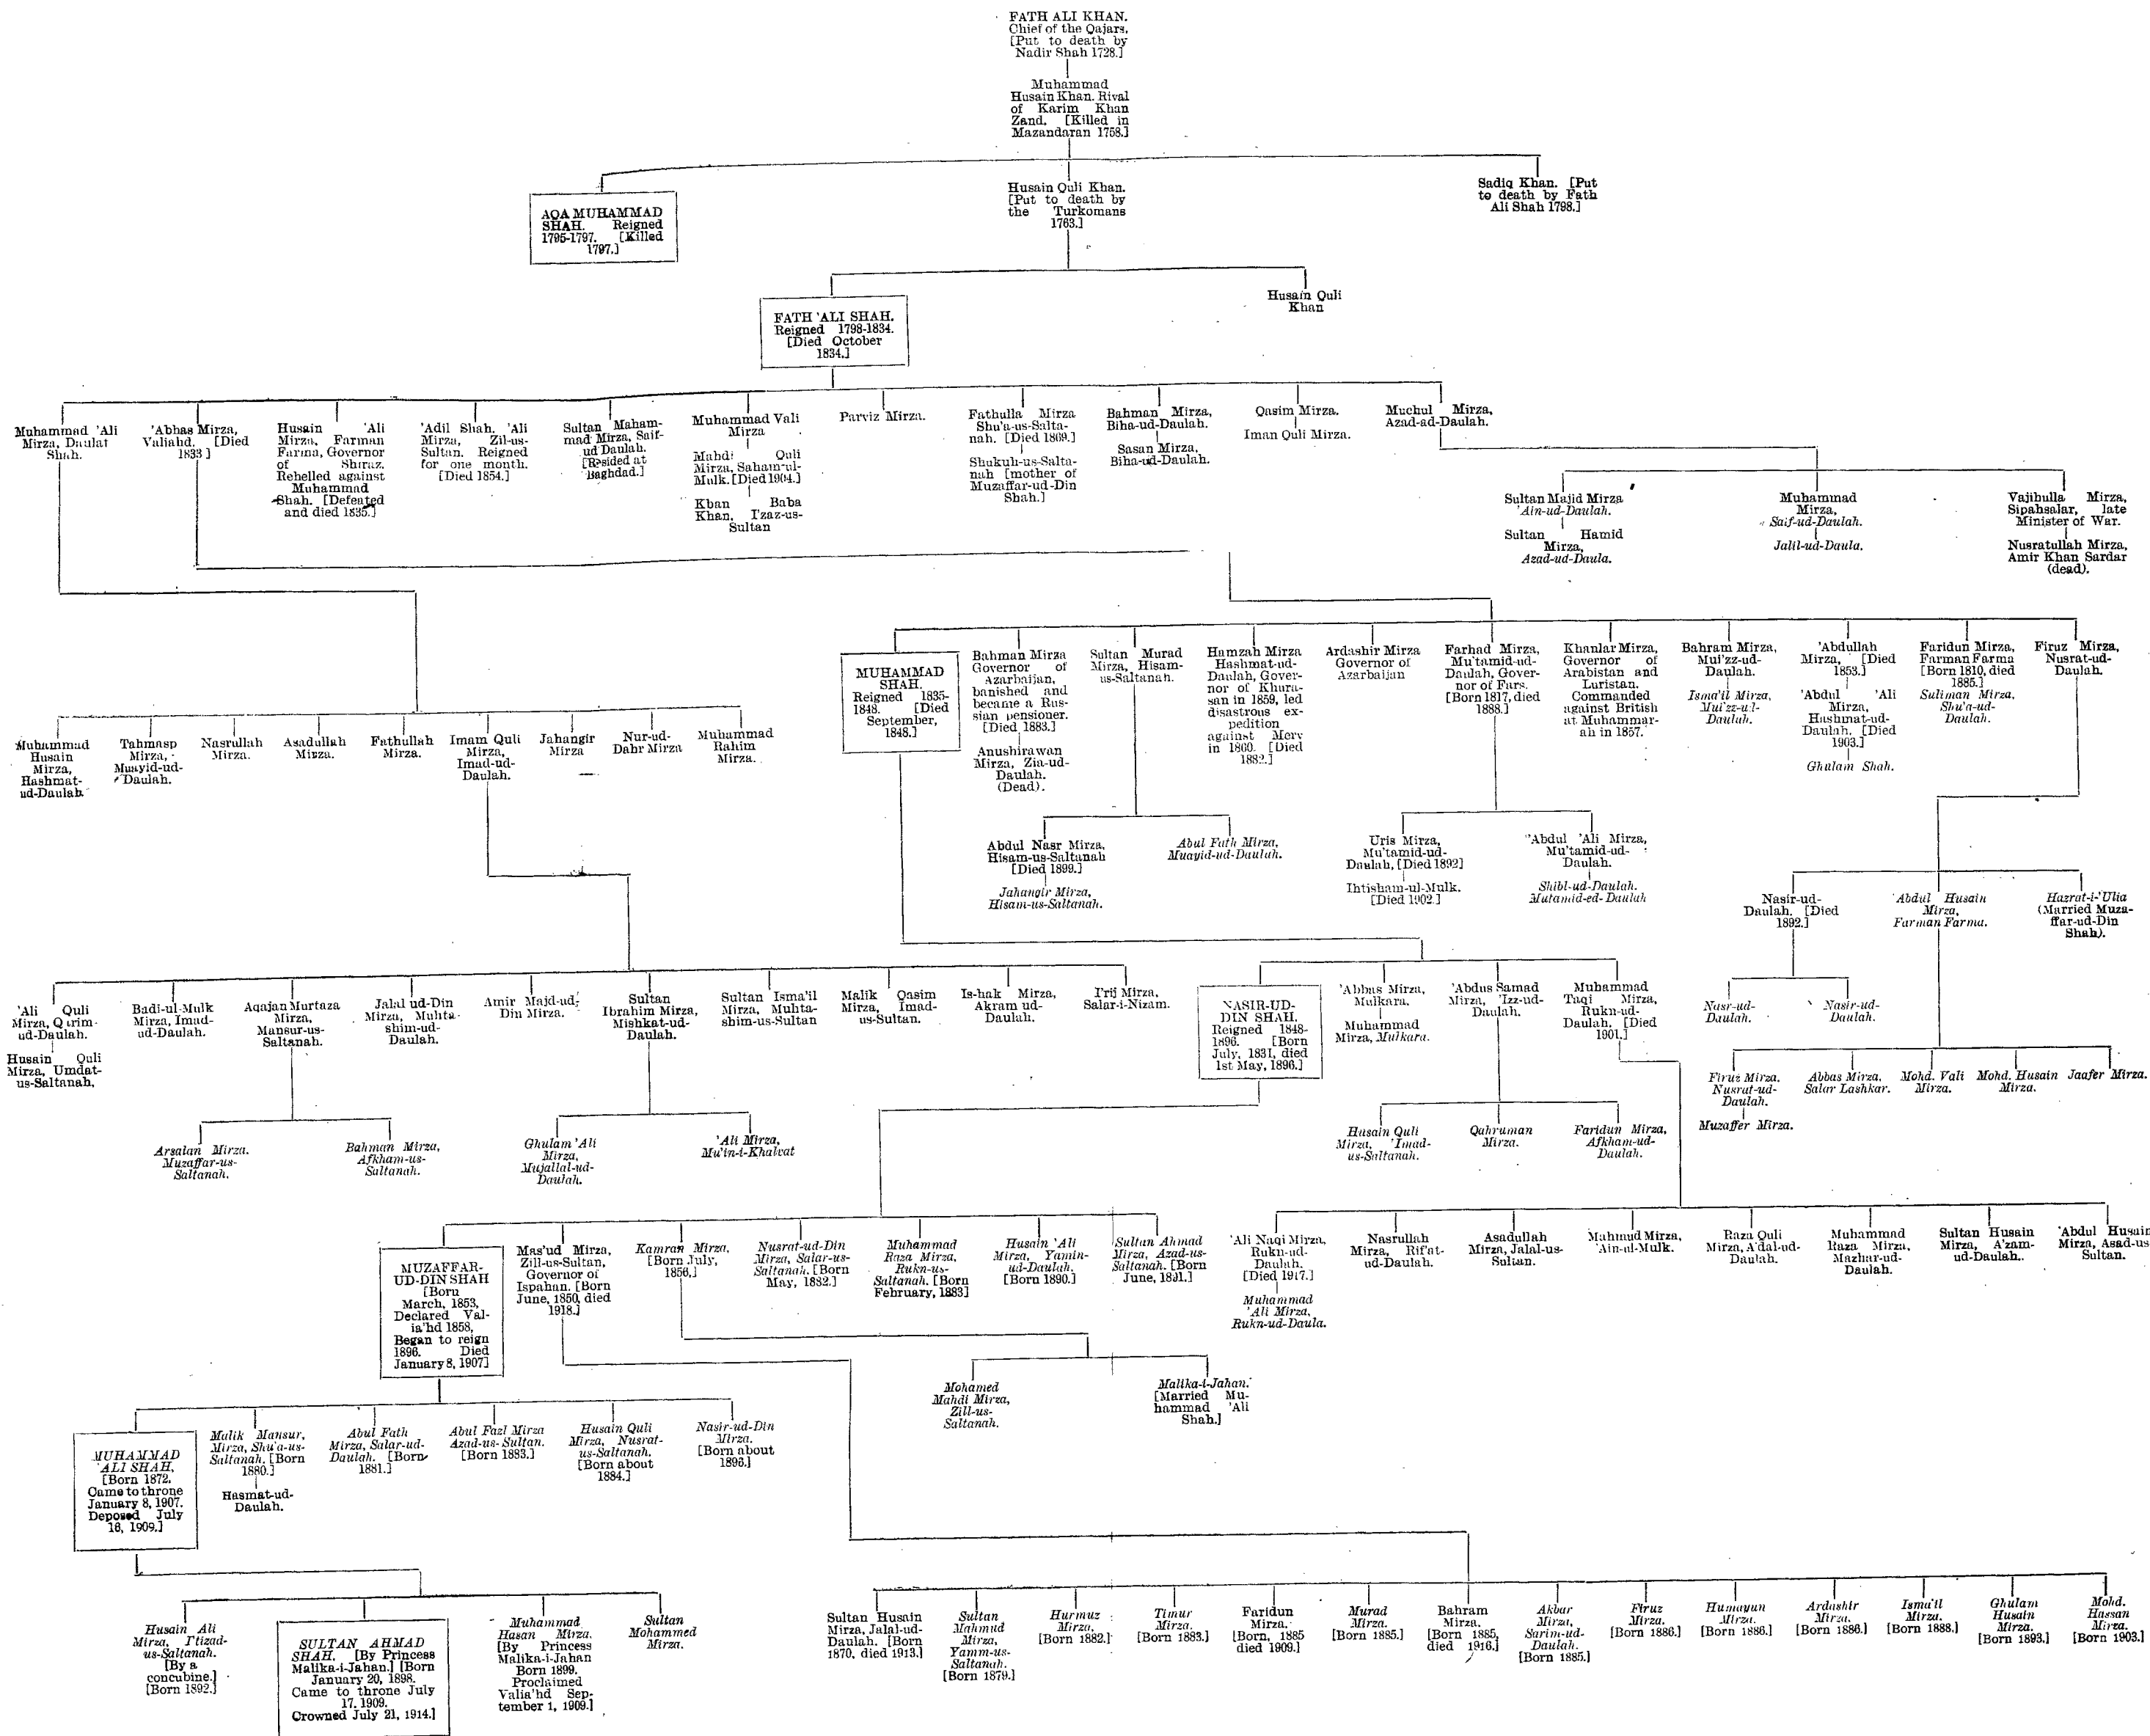 FATH ALI KHAN.
Chief of the Qajars.
[Put to death by
Nadir Shah 1728.]
Muhammad
Husain Khan. Rival
of Karim Khan
Zand. [Killed in
Mazandaran 1758.]
AQA MUHAMMAD
SHAH. Reigned
1795-1797. [Killed
1797.]
Husain Quli Khan.
[Put to death by
the Turkomans
1763.]
Sadiq Khan. [Put
to death by Fath
Ali Shah 1798.]
FATH 'ALI SHAH.
Reigned 1798-1834.
[Died October
1834.]
Husain Quli
Khan
Muhammad 'Ali
Mirza, Daulat
Shah.
'Abbas Mirza,
Valiahd. [Died
1833]
Husain 'Ali
Mirza, Farman
Farma, Governor
of Shiraz.
Rebelled against
Muhammad
Shah. [Defeated
and died 1835.]
'Adil Shah. 'Ali
Mirza, Zil-us-
Sultan. Reigned
for one month.
[Died 1854.]
Sultan Maham-
mad Mirza, Saif-
ud Daulah.
[Resided at
Baghdad.]
Muhammad Vali
Mirza
Mahdi Quli
Mirza, Saham-ul-
Mulk. [Died 1904.]
Khan Baba
Khan, I'zaz-us-
Sultan
Parviz Mirza.
Fathulla Mirza
Shu'a-us-Salta-
nah. [Died 1869.]
Shukuh-us-Salta-
nah [mother of
Muzaffar-ud-Din
Shah.]
Bahman Mirza,
Biha-ud-Daulah.
Sasan Mirza,
Biha-ud-Daulah.
Qasim Mirza.
Iman Quli Mirza.
Muchul Mirza,
Azad-ad-Daulah.
Sultan Majid Mirza
'Ain-ud-Daulah.
Sultan Hamid
Mirza,
Azad-ud-Daula.
Muhammad
Mirza,
Saif-ud-Daulah.
Jalil-ud-Daula.
Vajihulla Mirza,
Sipahsalar, late
Minister of War.
Nusratullah Mirza,
Amir Khan Sardar
(dead).
Muhammad
Husain
Mirza,
Hashmat-
ud-Daulah
Tahmasp
Mirza,
Muayid-ud-
Daulah.
Nasrullah
Mirza.
Asadullah
Mirza.
Fathullah
Mirza.
Imam Quli
Mirza,
Imad-ud-
Daulah.
Jahangir
Mirza
Nur-ud-
Dahr Mirza
Muhammad
Rahim
Mirza.
MUHAMMAD
SHAH.
Reigned 1835-
1848. [Died
September,
1848.]
Bahman Mirza
Governor of
Azarbaijan,
banished and
became a Rus-
sian pensioner.
[Died 1883.]
Anushirawan
Mirza, Zia-ud-
Daulah.
(Dead).
Sultan Murad
Mirza, Hisam-
us-Saltanah.
Hamzah Mirza
Hashmat-ud-
Daulah, Gover-
nor of Khura-
san in 1859, led
disastrous ex-
pedition
against Merv
in 1860. [Died
1882.]
Ardashir Mirza
Governor of
Azarbaijan
Farhad Mirza,
Mu'tamid-ud-
Daulah, Gover-
nor of Fars.
[Born 1817, died
1888.]
Khanlar Mirza,
Governor of
Arabistan and
Luristan.
Commanded
against British
at Muhammar-
ah in 1857.
Bahram Mirza,
Mui'zz-ud-
Daulah.
Isma'il Mirza,
Mui'zz-ul-
Daulah.
'Abdullah
Mirza, [Died
1853.]
'Abdul 'Ali
Mirza,
Hashmat-ud-
Daulah. [Died
1903.]
Ghulam Shah.
Faridun Mirza,
Farman Farma
[Born 1810, died
1885.]
Suliman Mirza,
Shu'a-ud-
Daulah.
Firuz Mirza,
Nusrat-ud-
Daulah.
Abdul Nasr Mirza,
Hisam-us-Saltanah
[Died 1899.]
Jahangir Mirza,
Hisam-us-Saltanah.
Abul Fath Mirza,
Muayid-ud-Daulah.
Uris Mirza,
Mu'tamid-ud-
Daulah, [Died 1892]
Ihtisham-ul-Mulk.
[Died 1902.]
'Abdul 'Ali Mirza,
Mu'tamid-ud-
Daulah.
Shibl-ud-Daulah.
Mutamid-ed-Daulah
Nasir-ud-
Daulah. [Died
1892.]
'Abdul Husain
Mirza,
Farman Farma.
Hazrat-i-'Ulia
(Married Muza-
ffar-ud-Din
Shah).
'Ali Quli
Mirza, Qarim-
ud-Daulah.
Husain Quli
Mirza, Umdat-
us-Saltanah.
Badi-ul-Mulk
Mirza, Imad-
ud-Daulah.
Aqajan Murtaza
Mirza,
Mansur-us-
Saltanah.
Jalal ud-Din
Mirza, Muhta-
shim-ud-
Daulah.
Amir Majd-ud-
Din Mirza.
Sultan
Ibrahim Mirza,
Mishkat-ud-
Daulah.
Sultan Isma'il
Mirza, Muhta-
shim-us-Sultan
Malik Qasim
Mirza, Imad-
us-Sultan.
Is-hak Mirza,
Akram ud-
Daulah.
I'rij Mirza,
Salar-i-Nizam.
NASIR-UD-
DIN SHAH.
Reigned 1848-
1896. [Born
July, 1831, died
1st May, 1896.]
'Abbas Mirza,
Mulkara.
Muhammad
Mirza, Mulkara.
'Abdus Samad
Mirza, 'Izz-ud-
Daulah.
Muhammad
Taqi Mirza,
Rukn-ud-
Daulah. [Died
1901.]
Nasr-ud-
Daulah.
Nasir-ud-
Daulah.
Firuz Mirza.
Nusrat-ud-
Daulah.
Muzaffer Mirza.
Abbas Mirza,
Salar Lashkar.
Mohd. Vali
Mirza.
Mohd. Husain
Mirza.
Jaafer Mirza.
Arsalan Mirza.
Muzaffar-us-
Saltanah.
Bahman Mirza,
Afkham-us-
Saltanah.
Ghulam 'Ali
Mirza,
Mujallal-ud-
Daulah.
'Ali Mirza,
Mu'in-i-Khalvat
Husain Quli
Mirza, 'Imad-
us-Saltanah.
Qahruman
Mirza.
Faridun Mirza,
Afkham-ud-
Daulah.
MUZAFFAR-
UD-DIN SHAH
[Born
March, 1853,
Declared Val-
ia'hd 1858,
Began to reign
1896. Died
January 8, 1907]
Mas'ud Mirza,
Zill-us-Sultan,
Governor of
Ispahan. [Born
June, 1850, died
1918.]
Kamran Mirza,
[Born July,
1856.]
Nusrat-ud-Din
Mirza, Salar-us-
Saltanah. [Born
May, 1882.]
Muhammad
Raza Mirza,
Rukn-us-
Saltanah. [Born
February, 1883]
Husain 'Ali
Mirza, Yamin-
ud-Daulah.
[Born 1890.]
Sultan Ahmad
Mirza, Azad-us-
Saltanah. [Born
June, 1891.]
'Ali Naqi Mirza,
Rukn-ud-
Daulah.
[Died 1917.]
Muhammad
'Ali Mirza,
Rukn-ud-Daula.
Nasrullah
Mirza, Rif'at-
ud-Daulah.
Asadullah
Mirza, Jalal-us-
Sultan.
Mahmud Mirza,
'Ain-ul-Mulk.
Raza Quli
Mirza, A'dal-ud-
Daulah.
Muhammad
Raza Mirza,
Mazhar-ud-
Daulah.
Sultan Husain
Mirza, A'zam-
ud-Daulah.
'Abdul Husain
Mirza, Asad-us-
Sultan.
Mohamed
Mahdi Mirza,
Zill-us-
Saltanah.
Malika-i-Jahan.
[Married Mu-
hammad 'Ali
Shah.]
MUHAMMAD
'ALI SHAH.
[Born 1872.
Came to throne
January 8, 1907.
Deposed July
16, 1909.]
Malik Mansur,
Mirza, Shu'a-us-
Saltanah. [Born
1880.]
Hasmat-ud-
Daulah.
Abul Fath
Mirza, Salar-ud-
Daulah. [Born
1881.]
Abul Fazl Mirza
Azad-us-Sultan.
[Born 1883.]
Husain Quli
Mirza, Nusrat-
us-Saltanah.
[Born about
1884.]
Nasir-ud-Din
Mirza.
[Born about
1896.]
Husain Ali
Mirza, I'tizad-
us-Saltanah.
[By a
concubine.]
[Born 1892.]
SULTAN AHMAD
SHAH. [By Princess
Malika-i-Jahan.] [Born
January 20, 1898.
Came to throne July
17, 1909.
Crowned July 21, 1914.]
Muhammad
Hasan Mirza.
[By Princess
Malika-i-Jahan
Born 1899.
Proclaimed
Valia'hd Sep-
tember 1, 1909.]
Sultan
Mohammed
Mirza.
Sultan Husain
Mirza, Jalal-ud-
Daulah. [Born
1870, died 1913.]
Sultan
Mahmud
Mirza,
Yamm-us-
Saltanah.
[Born 1879.]
Hurmuz
Mirza.
[Born 1882.]
Timur
Mirza.
[Born 1883.]
Faridun
Mirza.
[Born, 1885
died 1909.]
Murad
Mirza.
[Born 1885.]
Bahram
Mirza.
[Born 1885,
died 1916.]
Akbar
Mirza,
Sarim-ud-
Daulah.
[Born 1885.]
Firuz
Mirza.
[Born 1886.]
Humayun
Mirza.
[Born 1886.]
Ardashir
Mirza.
[Born 1886.]
Isma'il
Mirza.
[Born 1888.]
Ghulam
Husain
Mirza.
[Born 1893.]
Mohd.
Hassan
Mirza.
[Born 1903.]